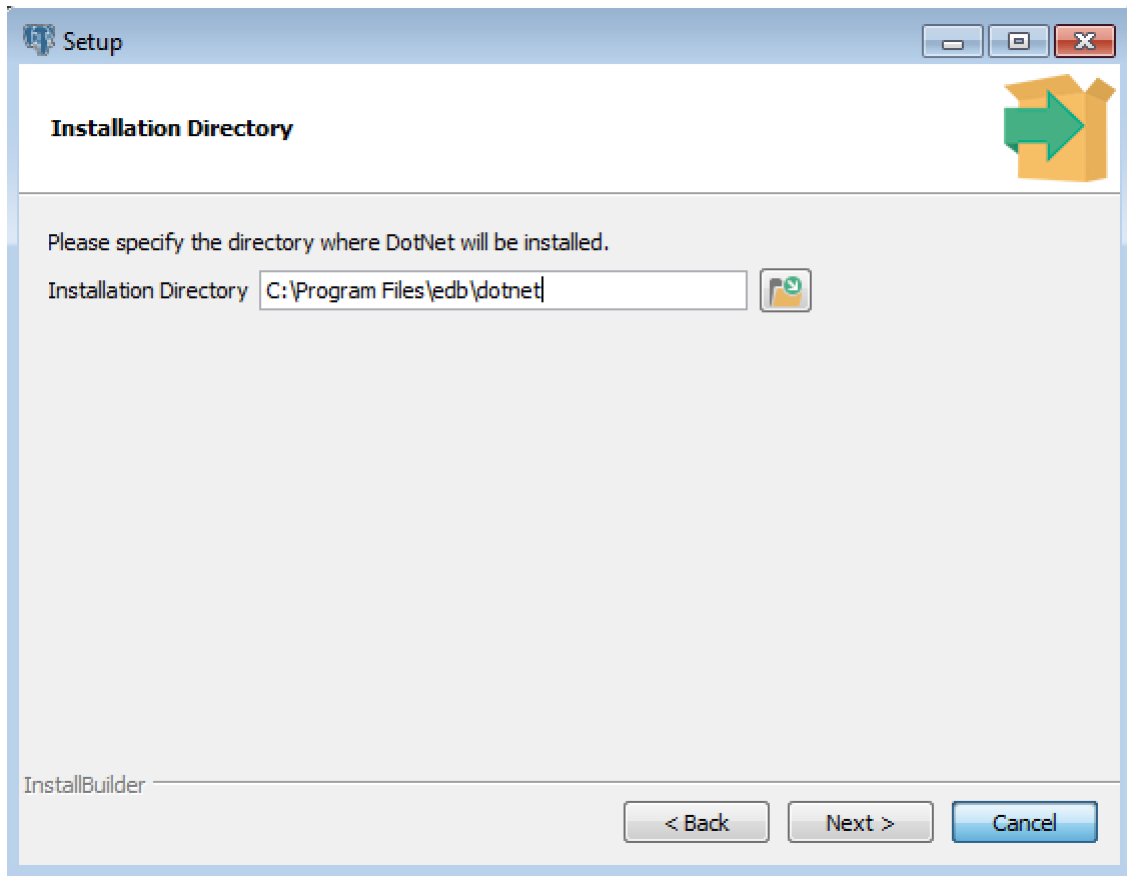 Setup
Installation Directory
Please specify the directory where DotNet will be installed.
Installation Directory C:\Program Files\edb\dotnet
InstallBuilder
< Back Next > Cancel